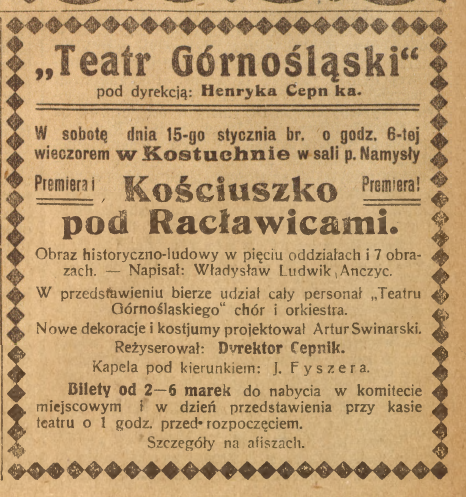 „Teatr Górnośląski“
pod dyrekcją: Henryka Cepn ka.
W sobotę dnia 15-go stycznia br. o godz. 6-tej
wieczorem w Kostuchnie w sali p. Namysły
Premiera!
Kościuszko
Premiera!
pod Racławicami.
Obraz historyczno-ludowy w pięciu oddziałach i 7 obra-
zach. — Napisał: Władysław Ludwik Anczyc.
W przedstawieniu bierze udział cały personał „Teatru
Górnośląskiego" chór i orkiestra.
Nowe dekoracje i kostjumy projektował Artur Swinarski.
Reżyserował: Dyrektor Cepnik.
Kapela pod kierunkiem: J. Fyszera.
Bilety od 2—6 marek do nabycia w komitecie
miejscowym i w dzień przedstawienia przy kasie
teatru o 1 godz. przed rozpoczęciem.
Szczegóły na afiszach.